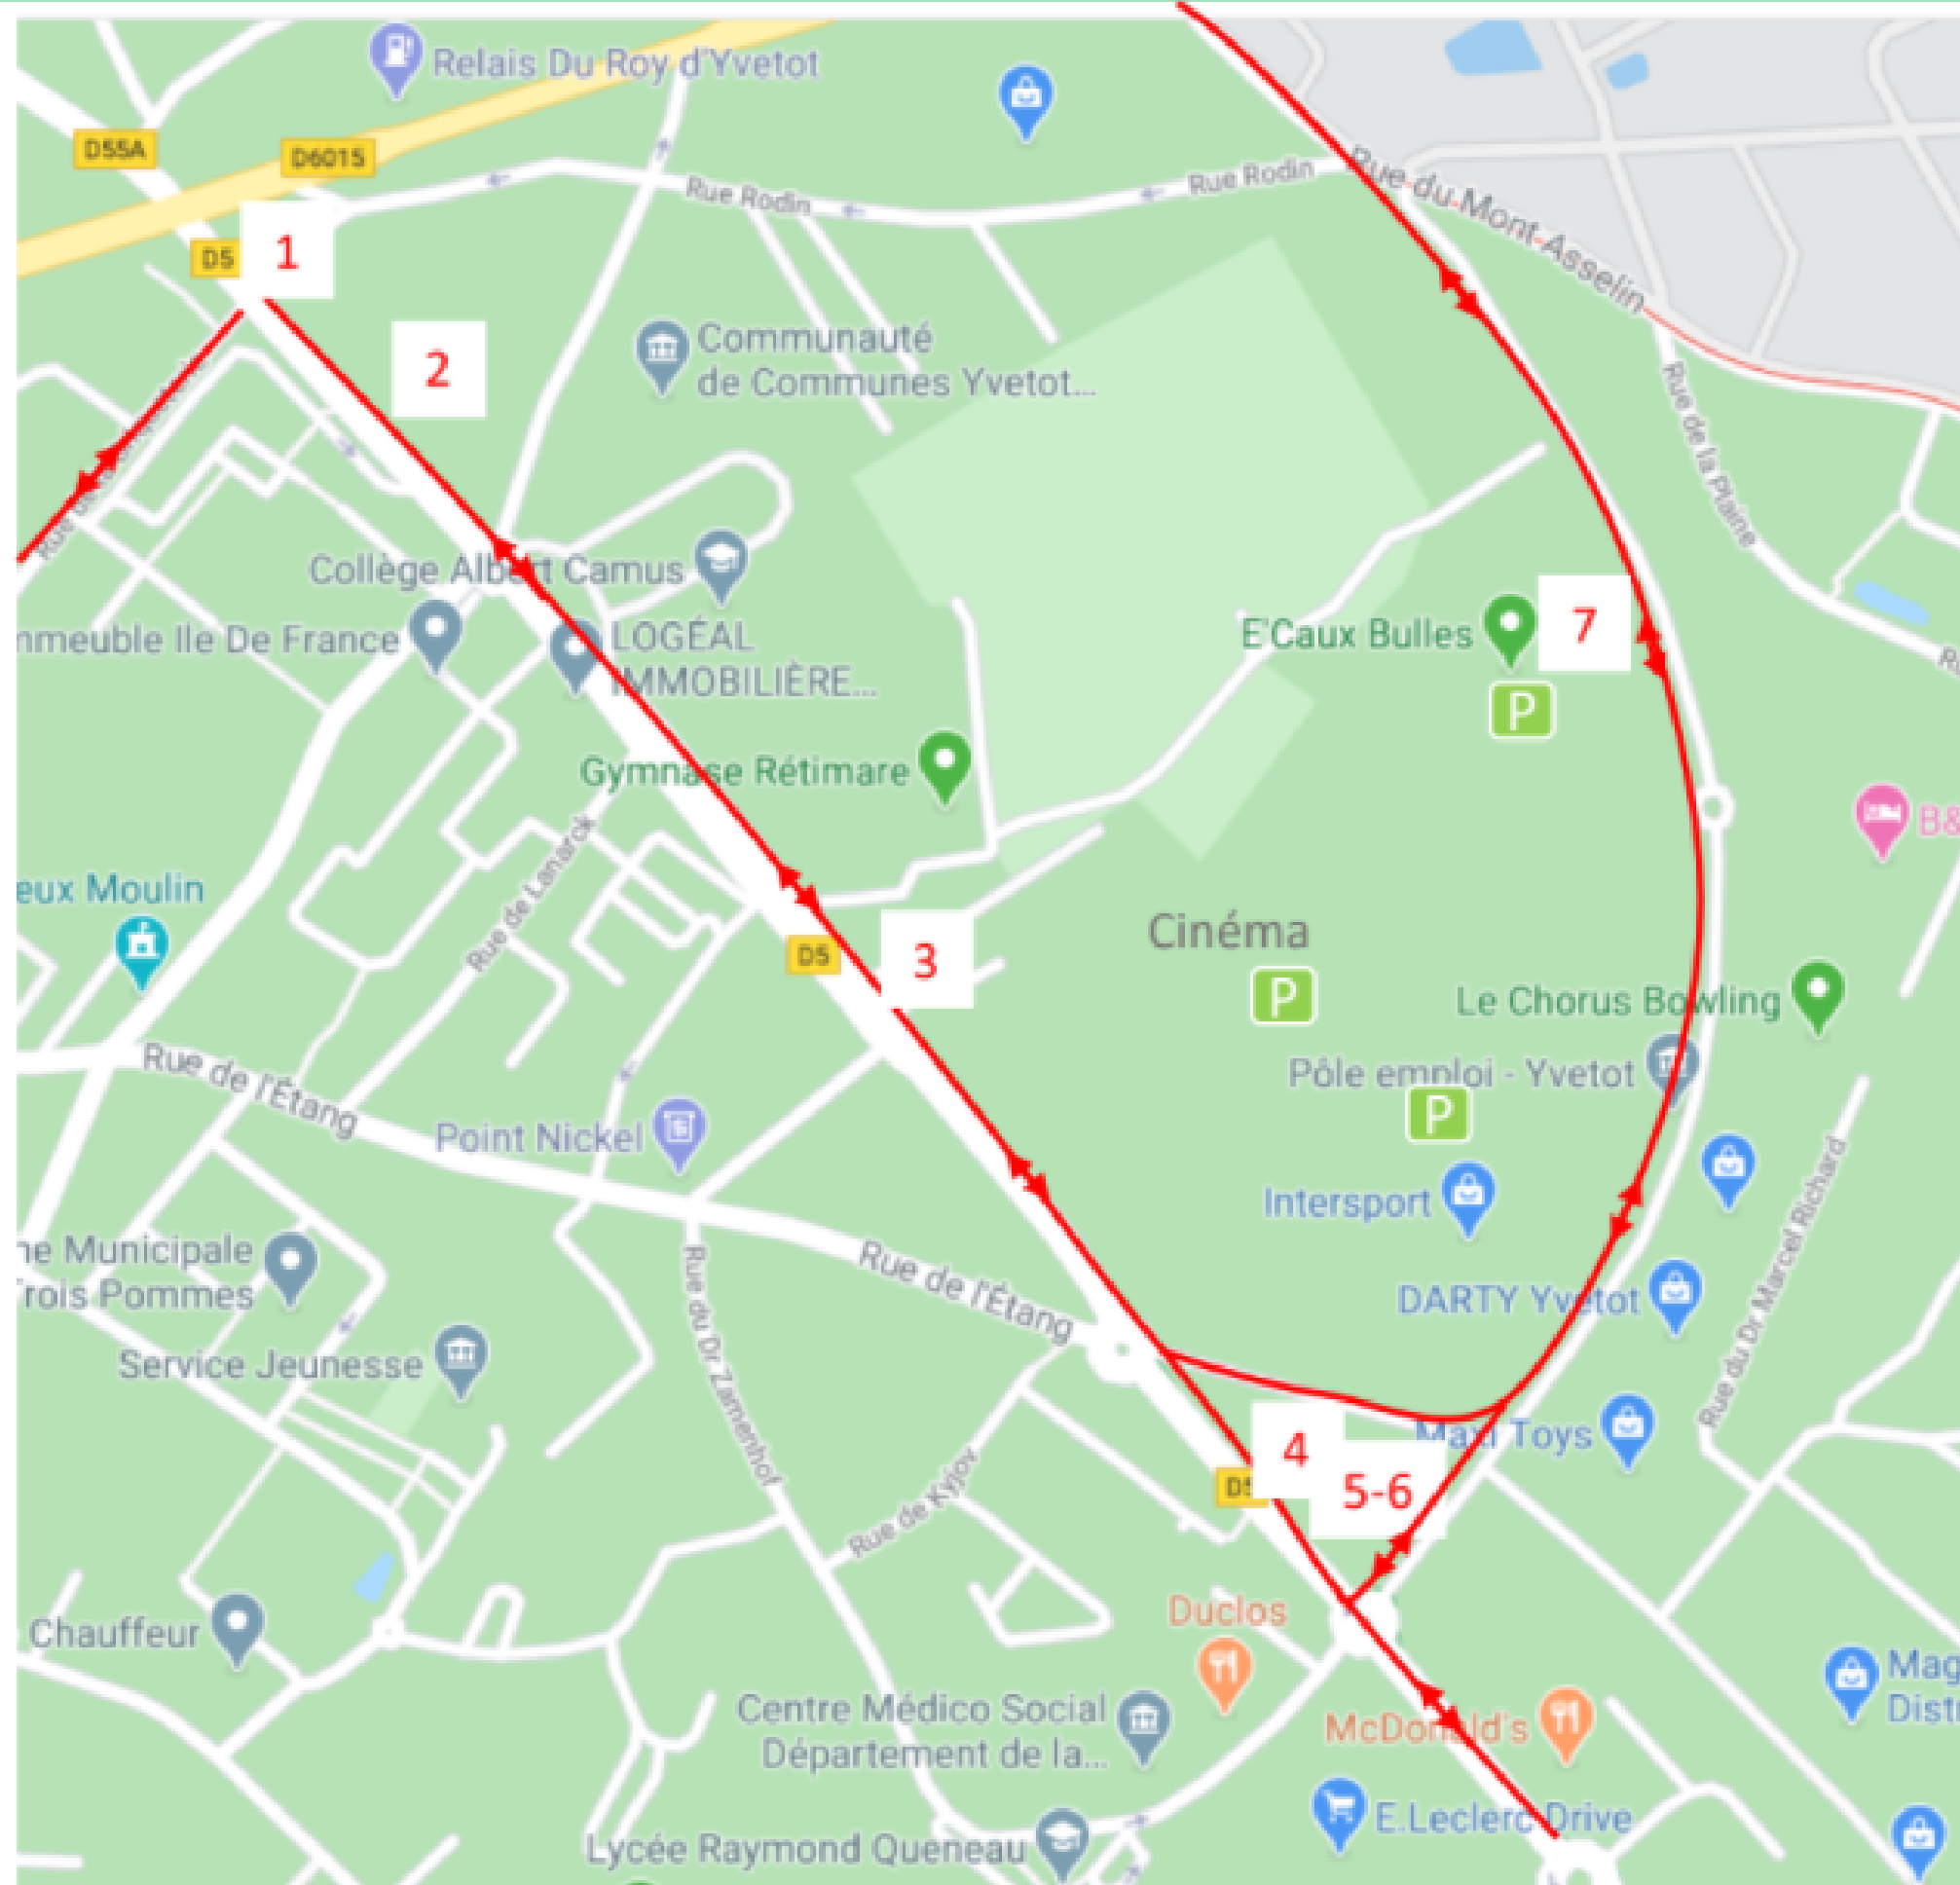 Relais Du Roy d'Yvetot
D55A
D6015
Rue Rodin
Rue Rodin
Rue du Mont-Asselin
D5
1
2
Communauté
de Communes Yvetot...
Rue de la Plaine
Collège Albert Camus
mmeuble Ile De France
LOGÉAL
IMMOBILIÈRE...
E'Caux Bulles
7
P
Gymnase Rétimare
B&
Rue de Lanarck
eux Moulin
Cinéma
D5
3
P
Le Chorus Bowling
Rue de l'Étang
Pôle emploi - Yvetot
P
Point Nickel
Intersport
Rue du Dr Marcel Richard
ne Municipale
Trois Pommes
Rue de l'Étang
DARTY Yvetot
Rue du Dr Zamenhof
Service Jeunesse
4
Maxi Toys
D5
5-6
Rue de Kyjov
Duclos
Chauffeur
Mag
Distr
Centre Médico Social
Département de la...
McDonald's
E.Leclerc Drive
Lycée Raymond Queneau